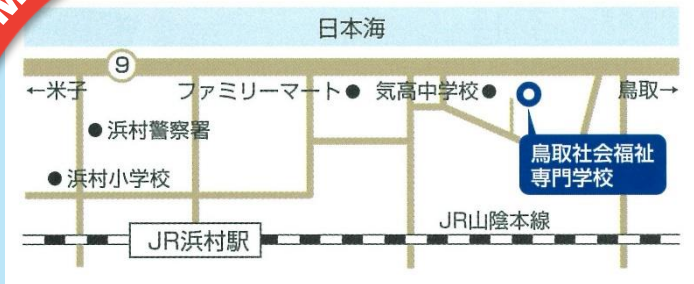 日本海
9
←米子
ファミリーマート●
気高中学校●
鳥取→
●浜村警察署
鳥取社会福祉
専門学校
●浜村小学校
JR山陰本線
JR浜村駅